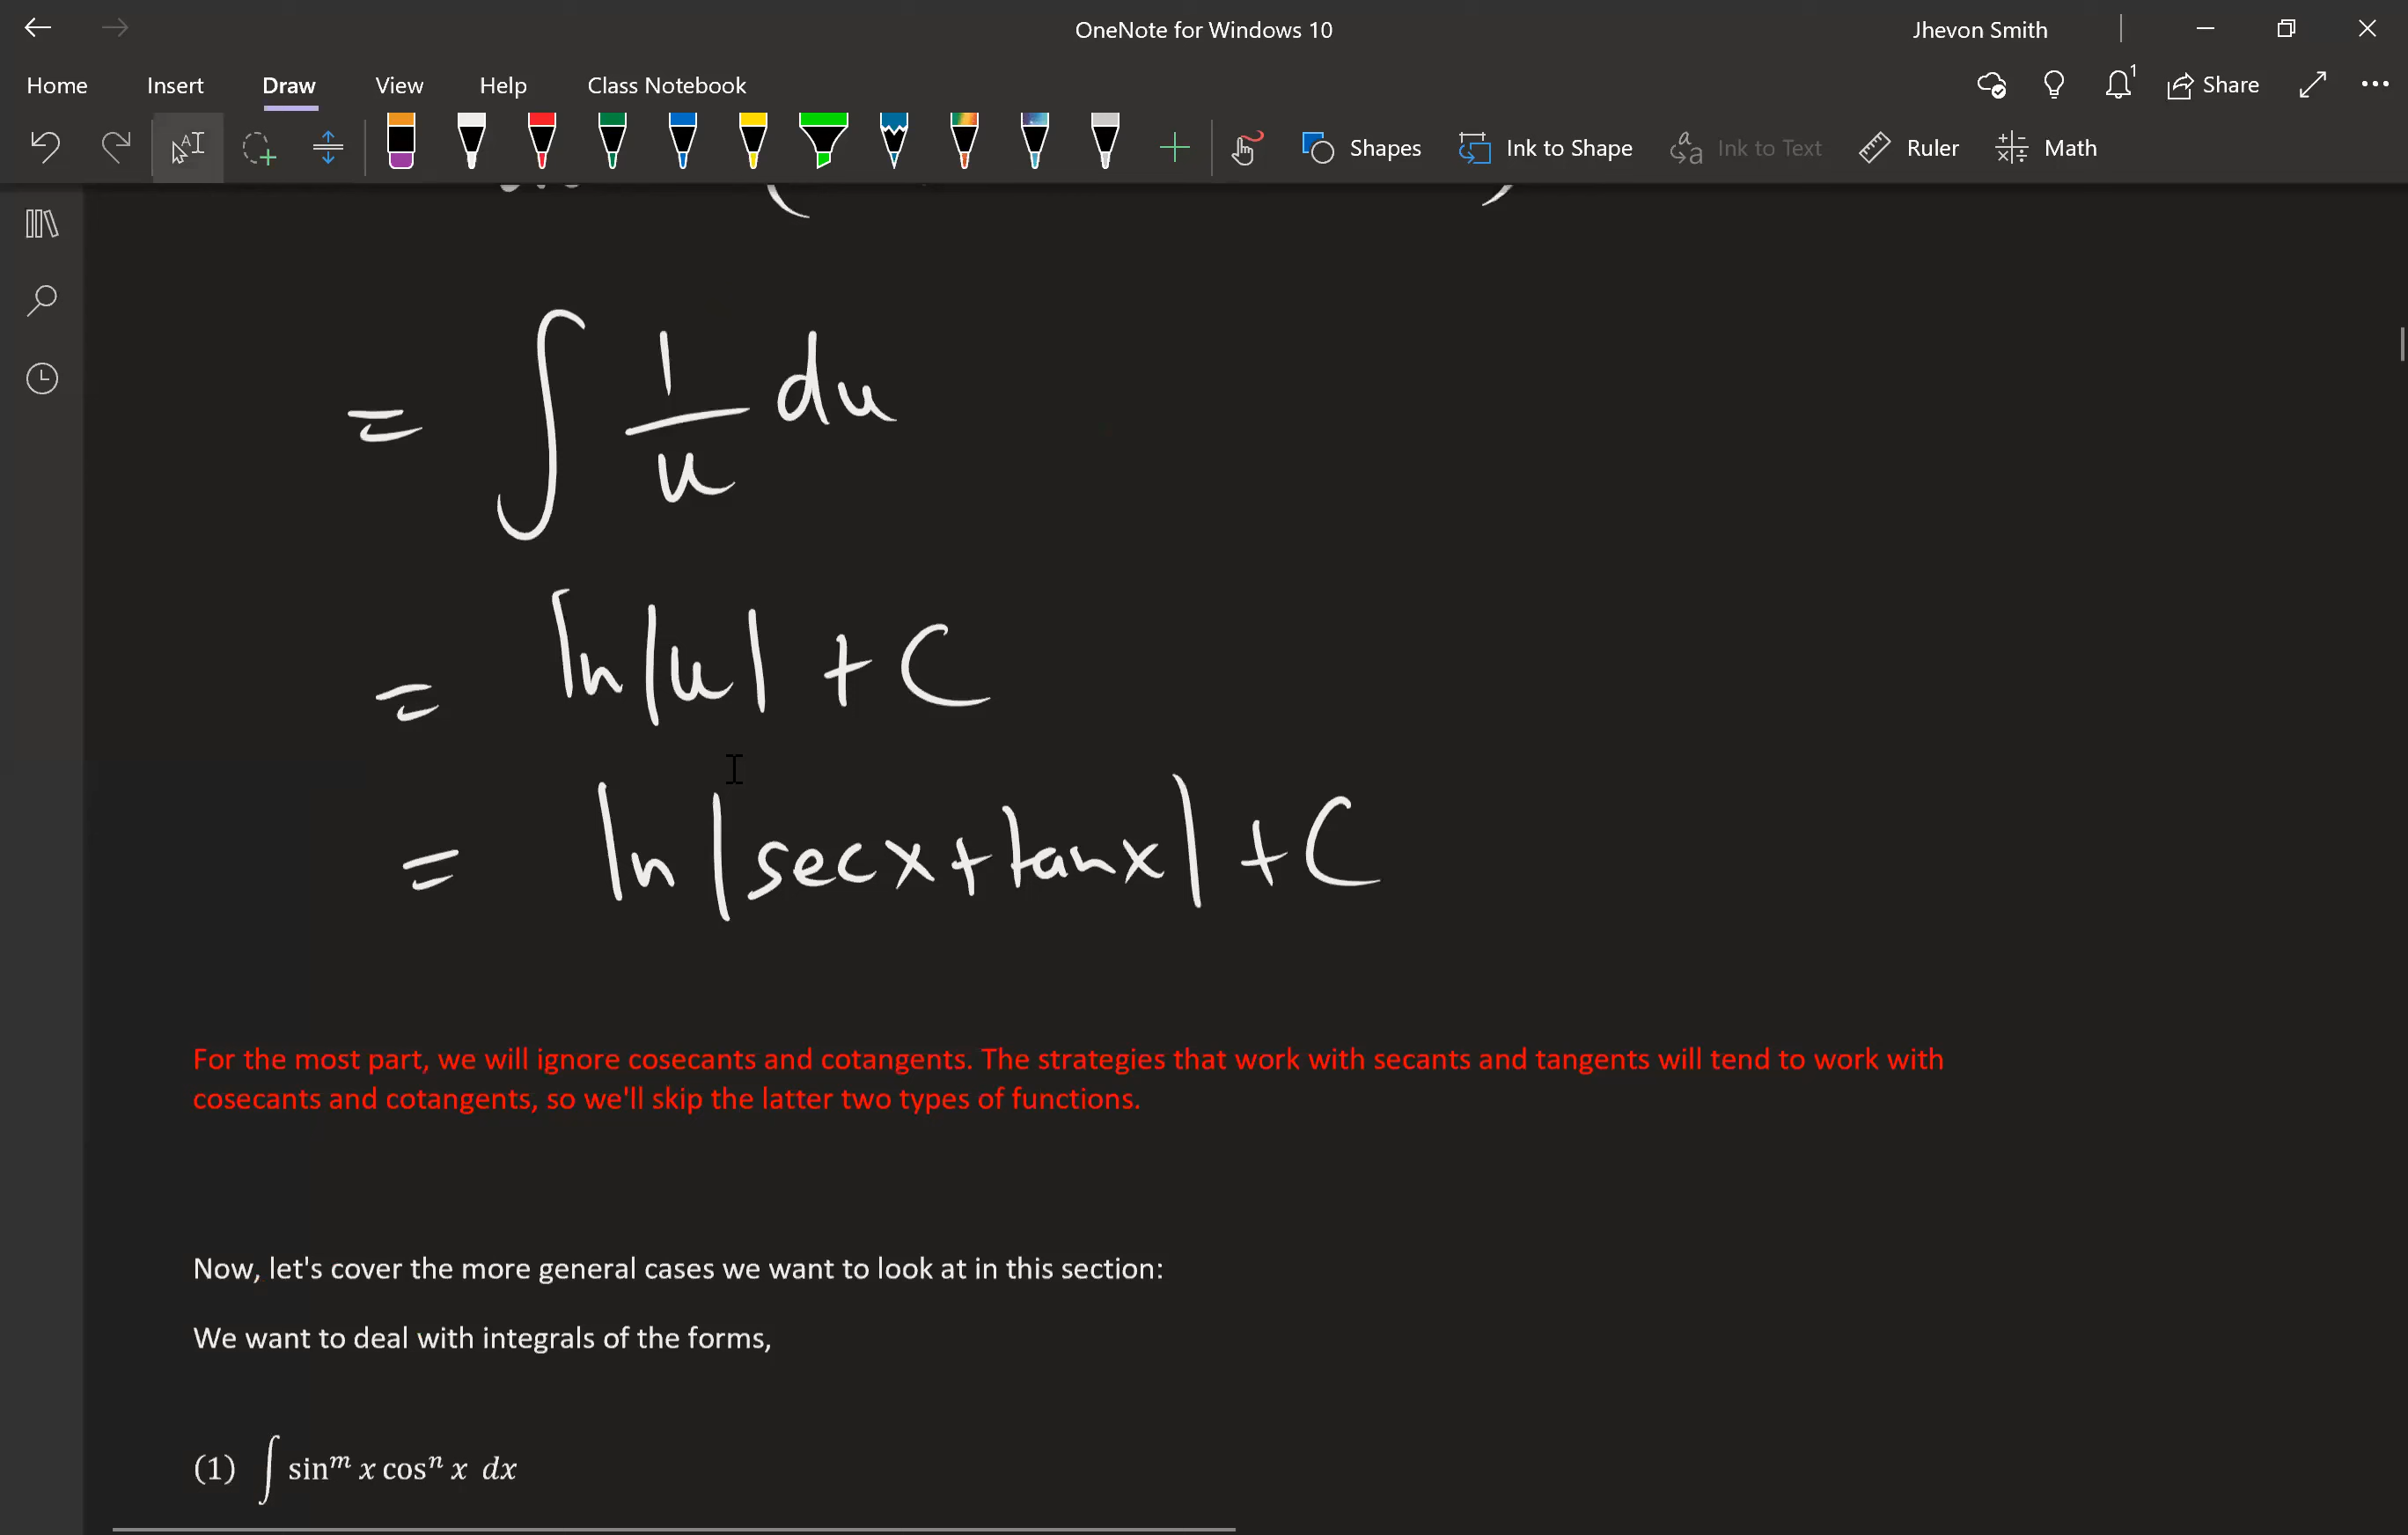 OneNote for Windows 10
Jhevon Smith
Home Insert Draw View Help Class Notebook
1 Share
Shapes Ink to Shape Ink to Text Ruler Math
= ∫ 1/u du
= ln|u| + C
= ln|secx+tanx| + C
For the most part, we will ignore cosecants and cotangents. The strategies that work with secants and tangents will tend to work with
cosecants and cotangents, so we'll skip the latter two types of functions.
Now, let's cover the more general cases we want to look at in this section:
We want to deal with integrals of the forms,
(1) ∫ sinᵐ x cosⁿ x dx